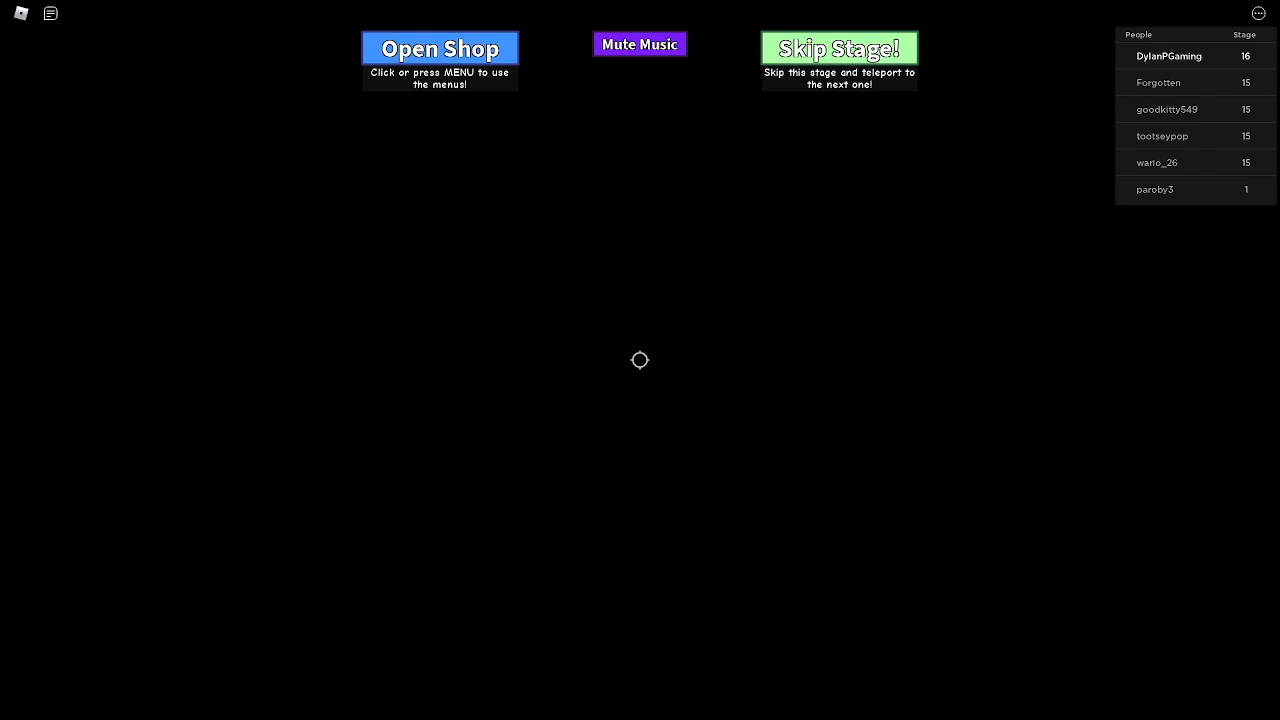 Open Shop
Click or press MENU to use
the menus!
Mute Music
Skip Stage!
Skip this stage and teleport to
the next one!
People Stage
DylanPGaming 16
Forgotten 15
goodkitty549 15
tootseypop 15
wario_26 15
paroby3 1